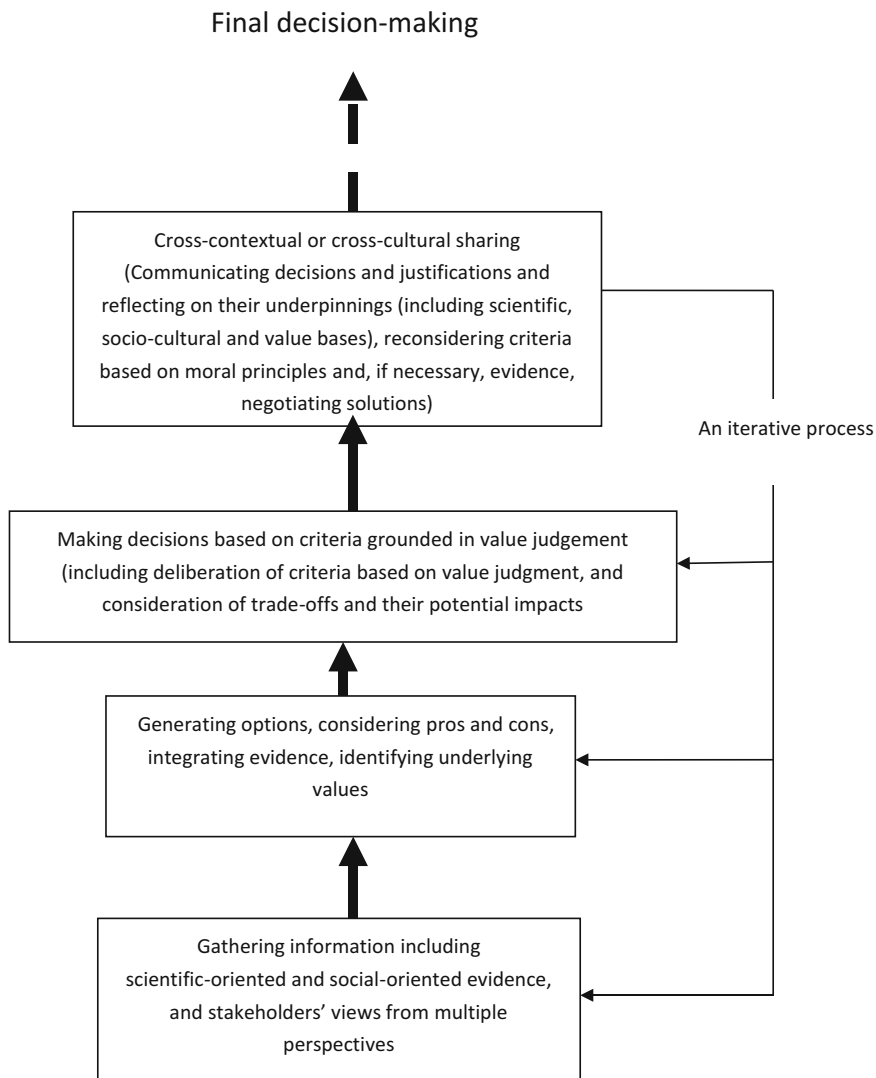 Final decision-making
Cross-contextual or cross-cultural sharing
(Communicating decisions and justifications and
reflecting on their underpinnings (including scientific,
socio-cultural and value bases), reconsidering criteria
based on moral principles and, if necessary, evidence,
negotiating solutions)
An iterative process
Making decisions based on criteria grounded in value judgement
(including deliberation of criteria based on value judgment, and
consideration of trade-offs and their potential impacts
Generating options, considering pros and cons,
integrating evidence, identifying underlying
values
Gathering information including
scientific-oriented and social-oriented evidence,
and stakeholders’ views from multiple
perspectives